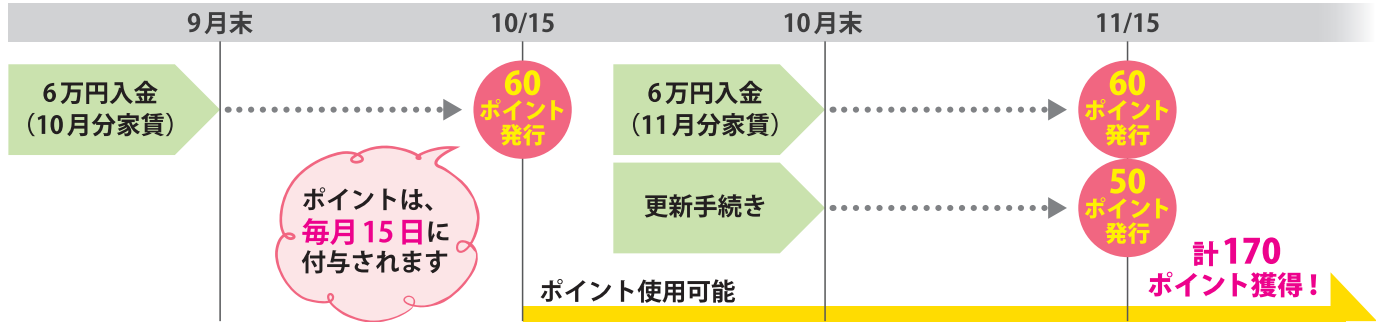 9月末
10/15
10月末
11/15
6万円入金
（10月分家賃）
60
ポイント
発行
6万円入金
（11月分家賃）
60
ポイント
発行
ポイントは、
毎月15日に
付与されます
更新手続き
50
ポイント
発行
計170
ポイント獲得！
ポイント使用可能